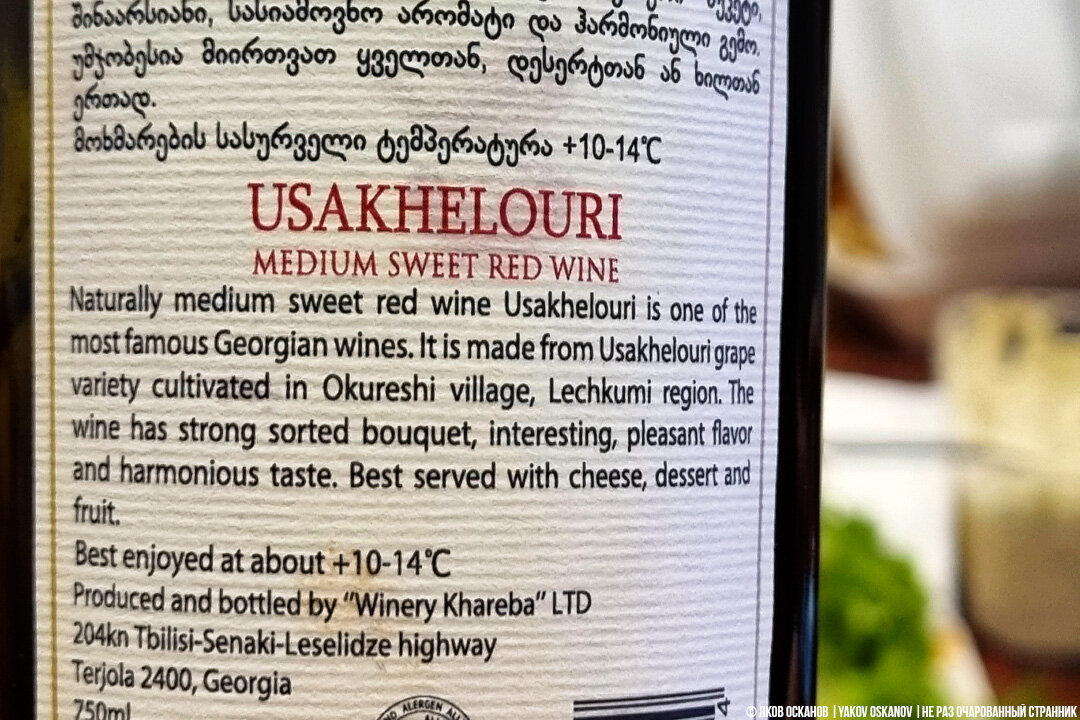 შინაარსიანი, სასიამოვნო არომატი და ჰარმონიული გემო.
უმჯობესია მიირთვათ ყველთან, დესერტთან ან ხილთან
ერთად.
მოხმარების სასურველი ტემპერატურა +10-14℃
USAKHELOURI
MEDIUM SWEET RED WINE
Naturally medium sweet red wine Usakhelouri is one of the
most famous Georgian wines. It is made from Usakhelouri grape
variety cultivated in Okureshi village, Lechkumi region. The
wine has strong sorted bouquet, interesting, pleasant flavor
and harmonious taste. Best served with cheese, dessert and
fruit.
Best enjoyed at about +10-14℃
Produced and bottled by “Winery Khareba” LTD
204kn Tbilisi-Senaki-Leselidze highway
Terjola 2400, Georgia
750ml
ALERGEN
4
© ЯКОВ ОСКАНОВ | YAKOV OSKANOV | НЕ РАЗ ОЧАРОВАННЫЙ СТРАННИК